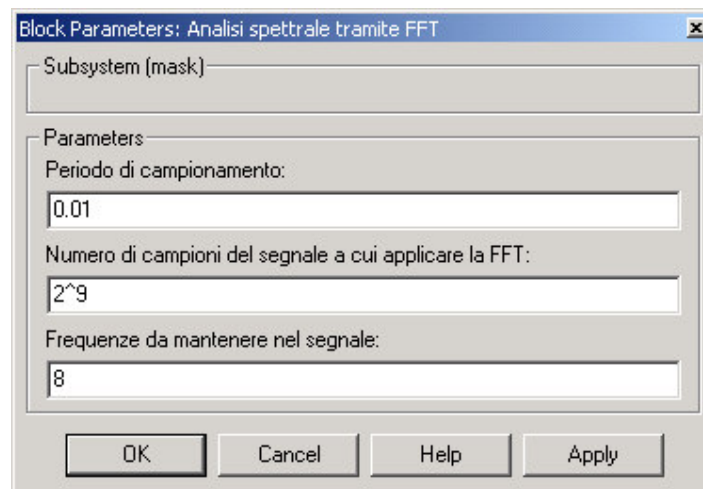 Block Parameters: Analisi spettrale tramite FFT
Subsystem (mask)
Parameters
Periodo di campionamento:
0.01
Numero di campioni del segnale a cui applicare la FFT:
2^9
Frequenze da mantenere nel segnale:
8
OK Cancel Help Apply